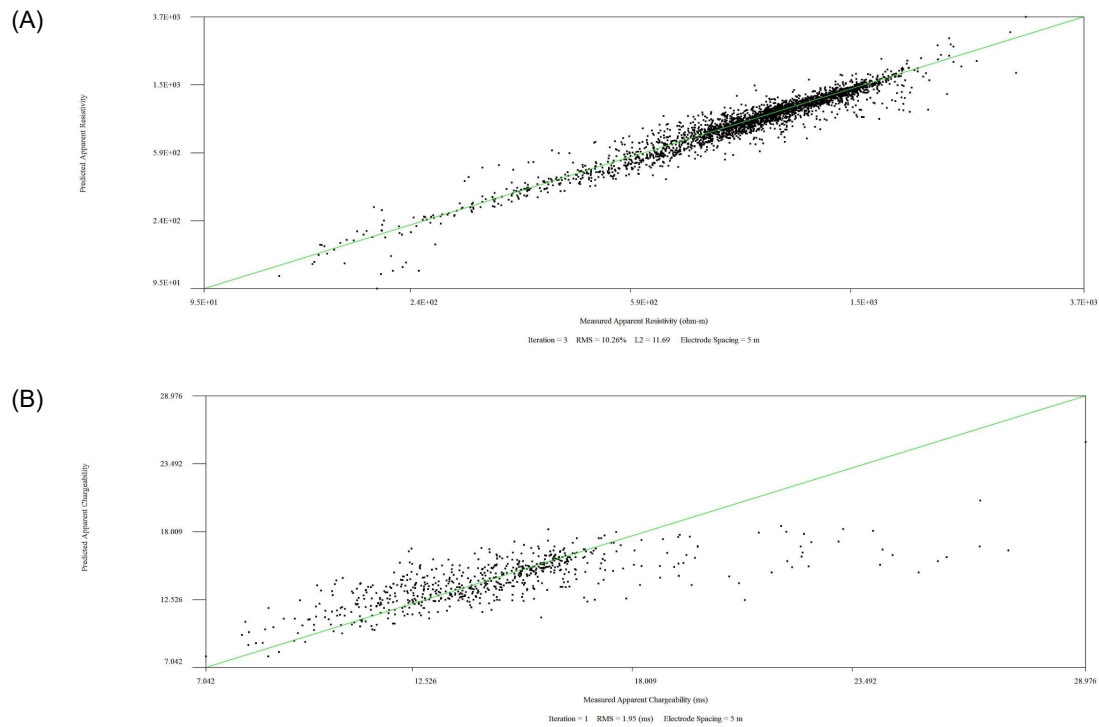 (A)
3.7E+03
1.5E+03
5.9E+02
2.4E+02
9.5E+01
Predicted Apparent Resistivity
9.5E+01 2.4E+02 5.9E+02 1.5E+03 3.7E+03
Measured Apparent Resistivity (ohm-m)
Iteration = 3 RMS = 10.26% L2 = 11.69 Electrode Spacing = 5 m
(B)
28.976
23.492
18.009
12.526
7.042
Predicted Apparent Chargeability
7.042 12.526 18.009 23.492 28.976
Measured Apparent Chargeability (ms)
Iteration = 1 RMS = 1.95 (ms) Electrode Spacing = 5 m